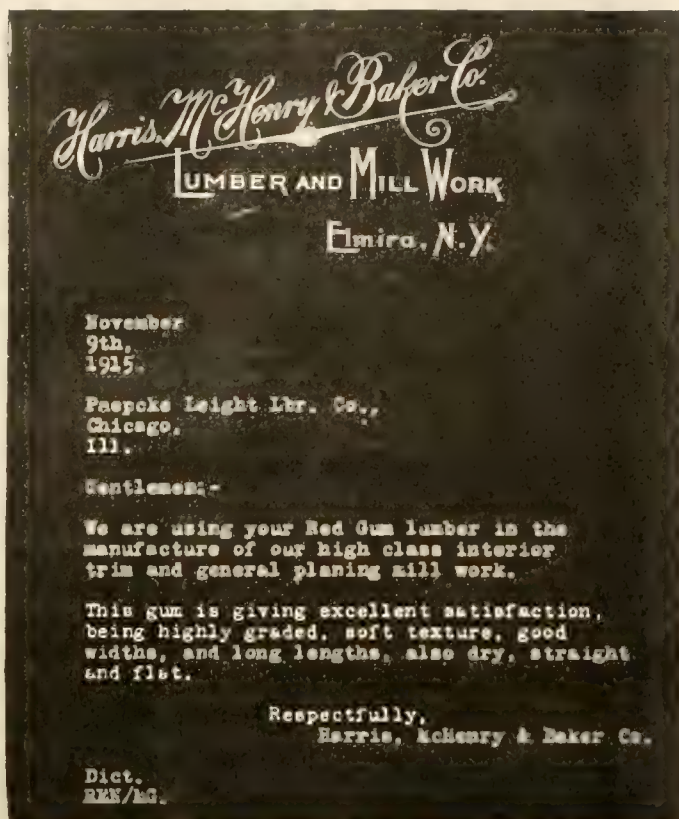 Harris, McHenry & Baker Co.
Lumber and Mill Work
Elmira, N.Y.
November
9th,
1915.
Paepcke Leight Lbr. Co.,
Chicago,
Ill.
Gentlemen:-
We are using your Red Gum lumber in the
manufacture of our high class interior
trim and general planing mill work.
This gum is giving excellent satisfaction,
being highly graded, soft texture, good
widths, and long lengths, also dry, straight
and flat.
Respectfully,
Harris, McHenry & Baker Co.
Dict.